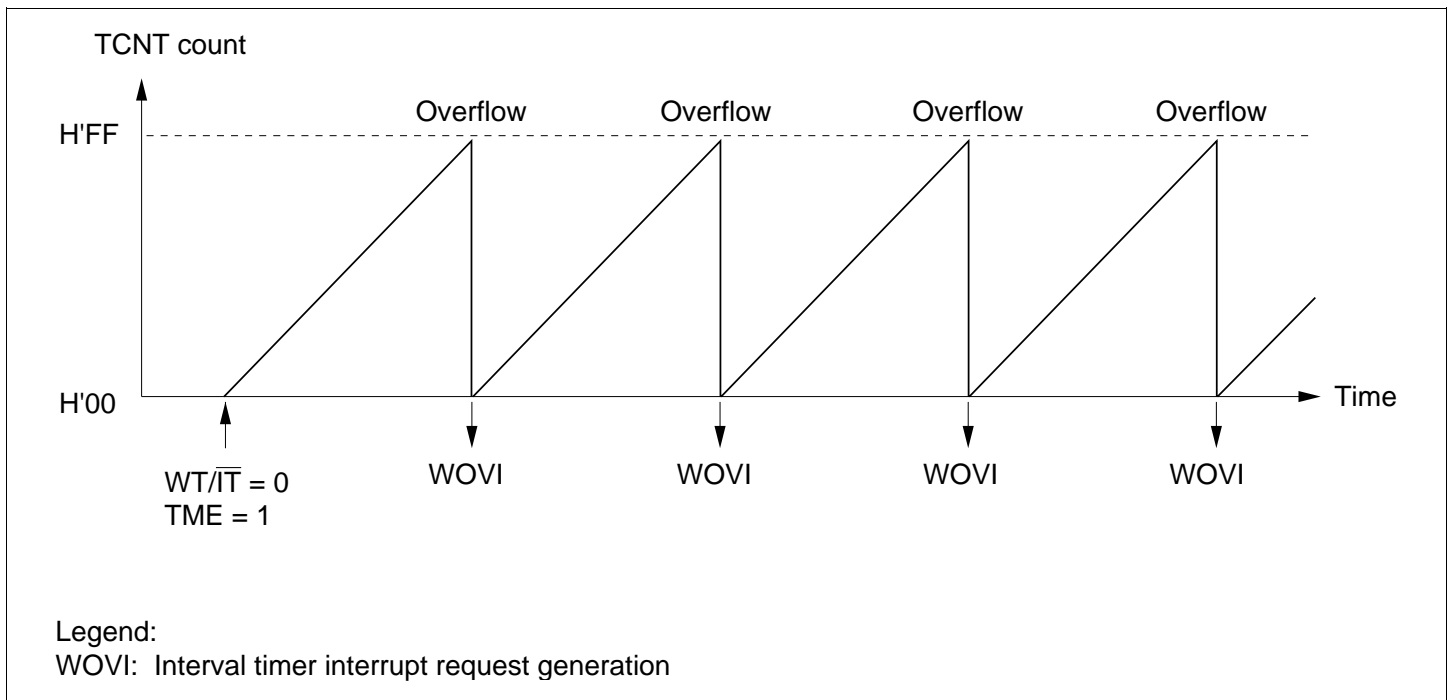 TCNT count
Overflow Overflow Overflow Overflow
H'FF
H'00
Time
WT/I̅T̅ = 0
TME = 1
WOVI WOVI WOVI WOVI
Legend:
WOVI: Interval timer interrupt request generation